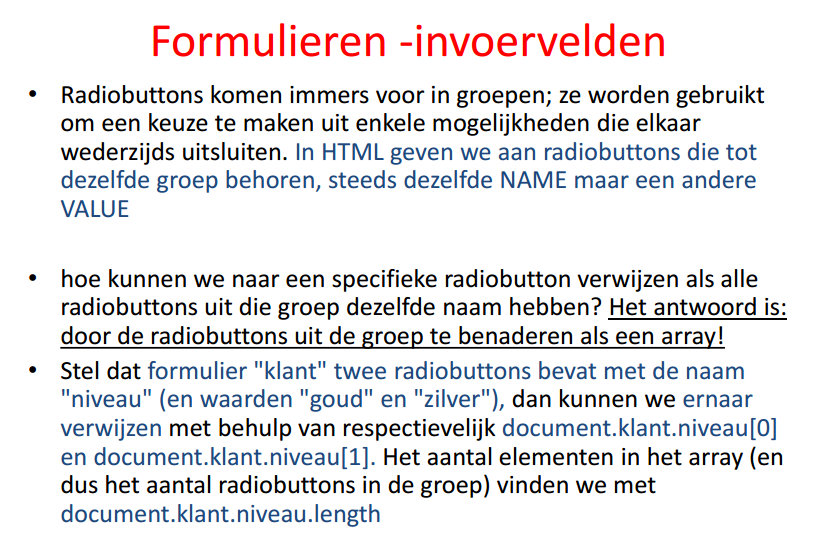 Formulieren -invoervelden
• Radiobuttons komen immers voor in groepen; ze worden gebruikt
om een keuze te maken uit enkele mogelijkheden die elkaar
wederzijds uitsluiten. In HTML geven we aan radiobuttons die tot
dezelfde groep behoren, steeds dezelfde NAME maar een andere
VALUE
• hoe kunnen we naar een specifieke radiobutton verwijzen als alle
radiobuttons uit die groep dezelfde naam hebben? Het antwoord is:
door de radiobuttons uit de groep te benaderen als een array!
• Stel dat formulier "klant" twee radiobuttons bevat met de naam
"niveau" (en waarden "goud" en "zilver"), dan kunnen we ernaar
verwijzen met behulp van respectievelijk document.klant.niveau[0]
en document.klant.niveau[1]. Het aantal elementen in het array (en
dus het aantal radiobuttons in de groep) vinden we met
document.klant.niveau.length